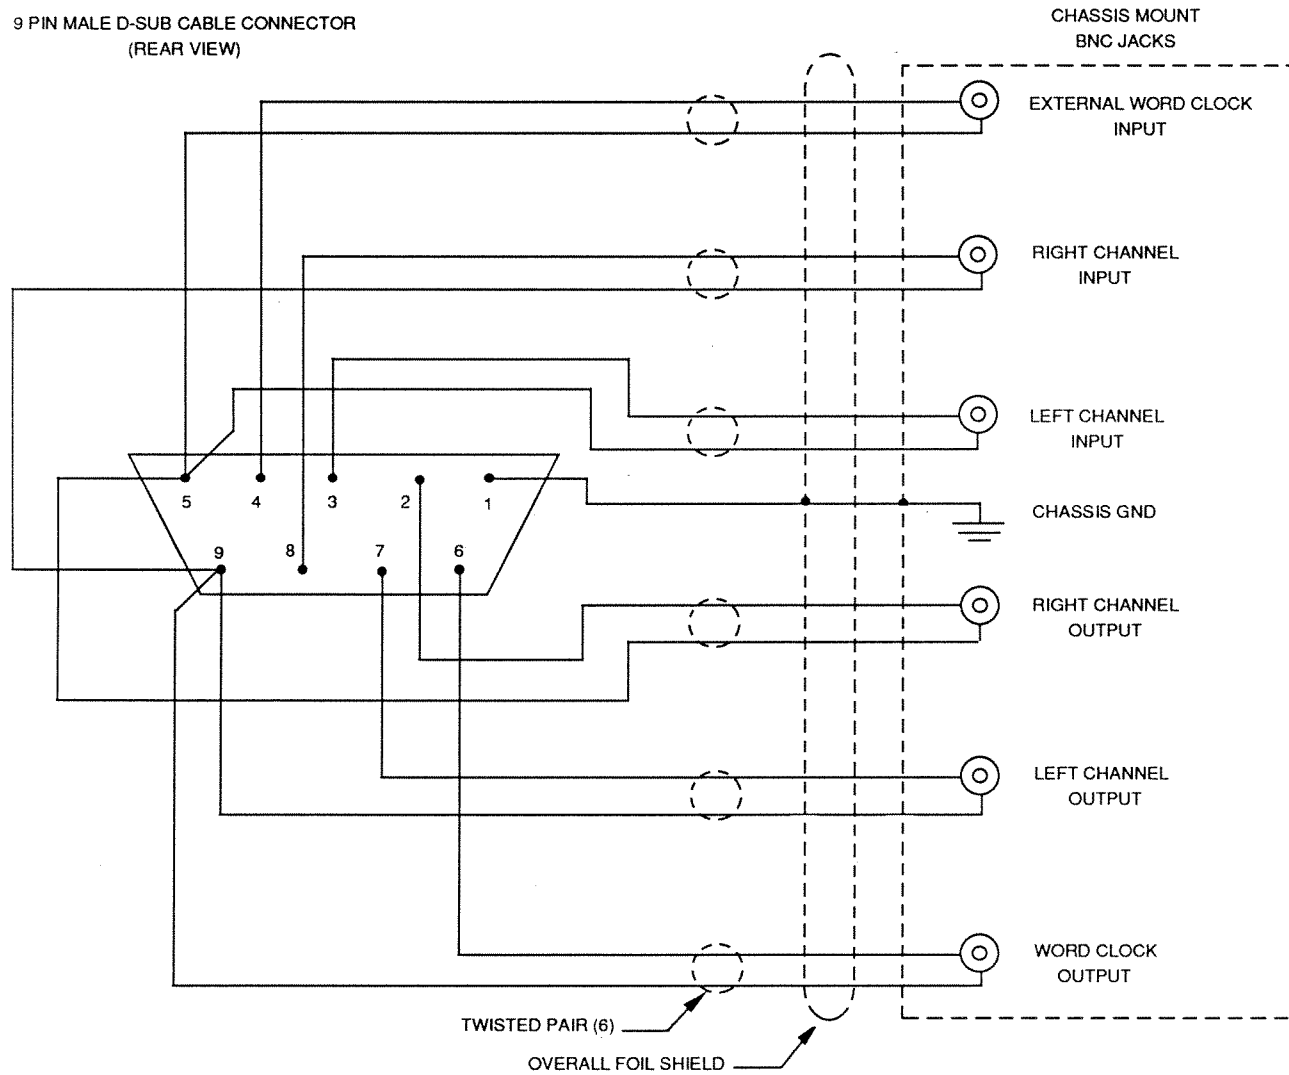 9 PIN MALE D-SUB CABLE CONNECTOR
(REAR VIEW)
CHASSIS MOUNT
BNC JACKS
EXTERNAL WORD CLOCK
INPUT
RIGHT CHANNEL
INPUT
LEFT CHANNEL
INPUT
5 4 3 2 1
CHASSIS GND
9 8 7 6
RIGHT CHANNEL
OUTPUT
LEFT CHANNEL
OUTPUT
WORD CLOCK
OUTPUT
TWISTED PAIR (6)
OVERALL FOIL SHIELD